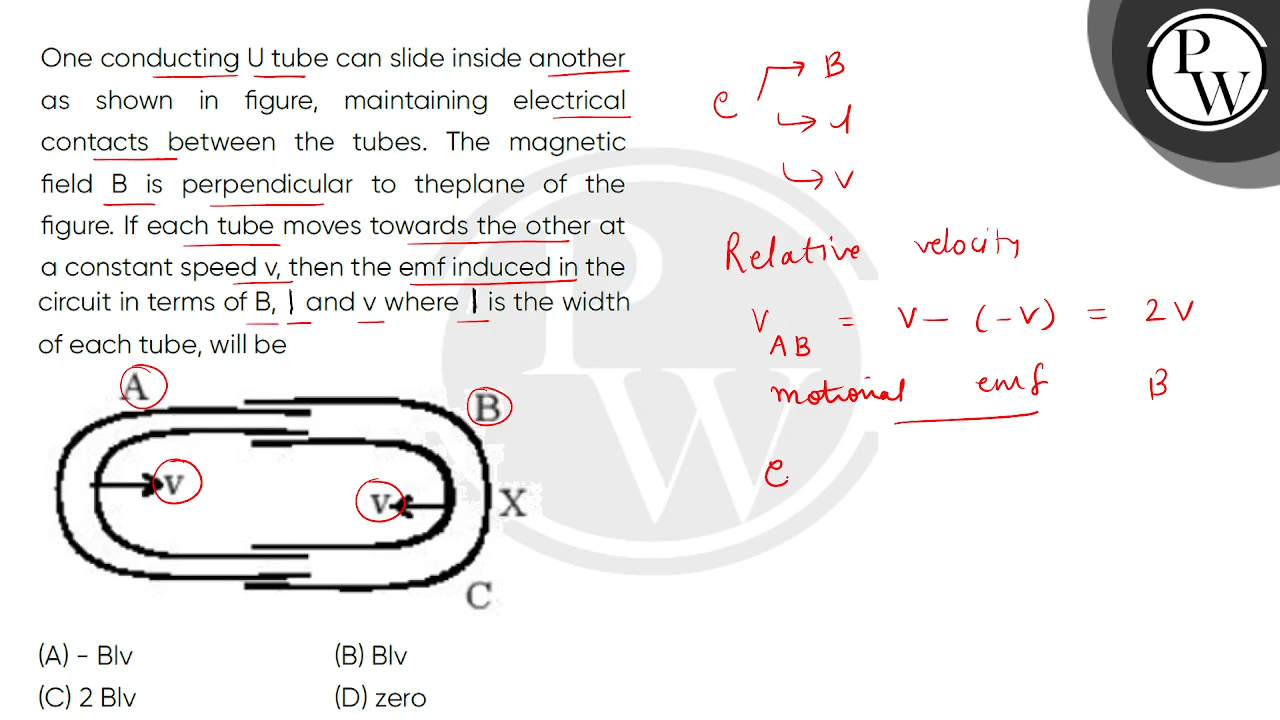 One conducting U tube can slide inside another
as shown in figure, maintaining electrical
contacts between the tubes. The magnetic
field B is perpendicular to theplane of the
figure. If each tube moves towards the other at
a constant speed v, then the emf induced in the
circuit in terms of B, l and v where l is the width
of each tube, will be
A
B
v
v
X
C
(A) - Blv
(B) Blv
(C) 2 Blv
(D) zero
e → B
→ l
→ v
Relative velocity
V_AB = v - (-v) = 2v
motional emf B
e
PW
PW